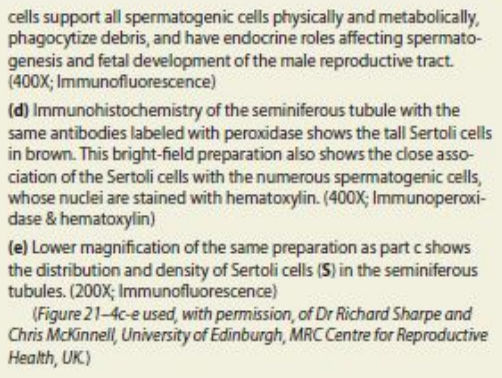 cells support all spermatogenic cells physically and metabolically,
phagocytize debris, and have endocrine roles affecting spermato-
genesis and fetal development of the male reproductive tract.
(400X; Immunofluorescence)
(d) Immunohistochemistry of the seminiferous tubule with the
same antibodies labeled with peroxidase shows the tall Sertoli cells
in brown. This bright-field preparation also shows the close asso-
ciation of the Sertoli cells with the numerous spermatogenic cells,
whose nuclei are stained with hematoxylin. (400X; Immunoperoxi-
dase & hematoxylin)
(e) Lower magnification of the same preparation as part c shows
the distribution and density of Sertoli cells (S) in the seminiferous
tubules. (200X; Immunofluorescence)
(Figure 21–4c-e used, with permission, of Dr Richard Sharpe and
Chris McKinnell, University of Edinburgh, MRC Centre for Reproductive
Health, UK.)